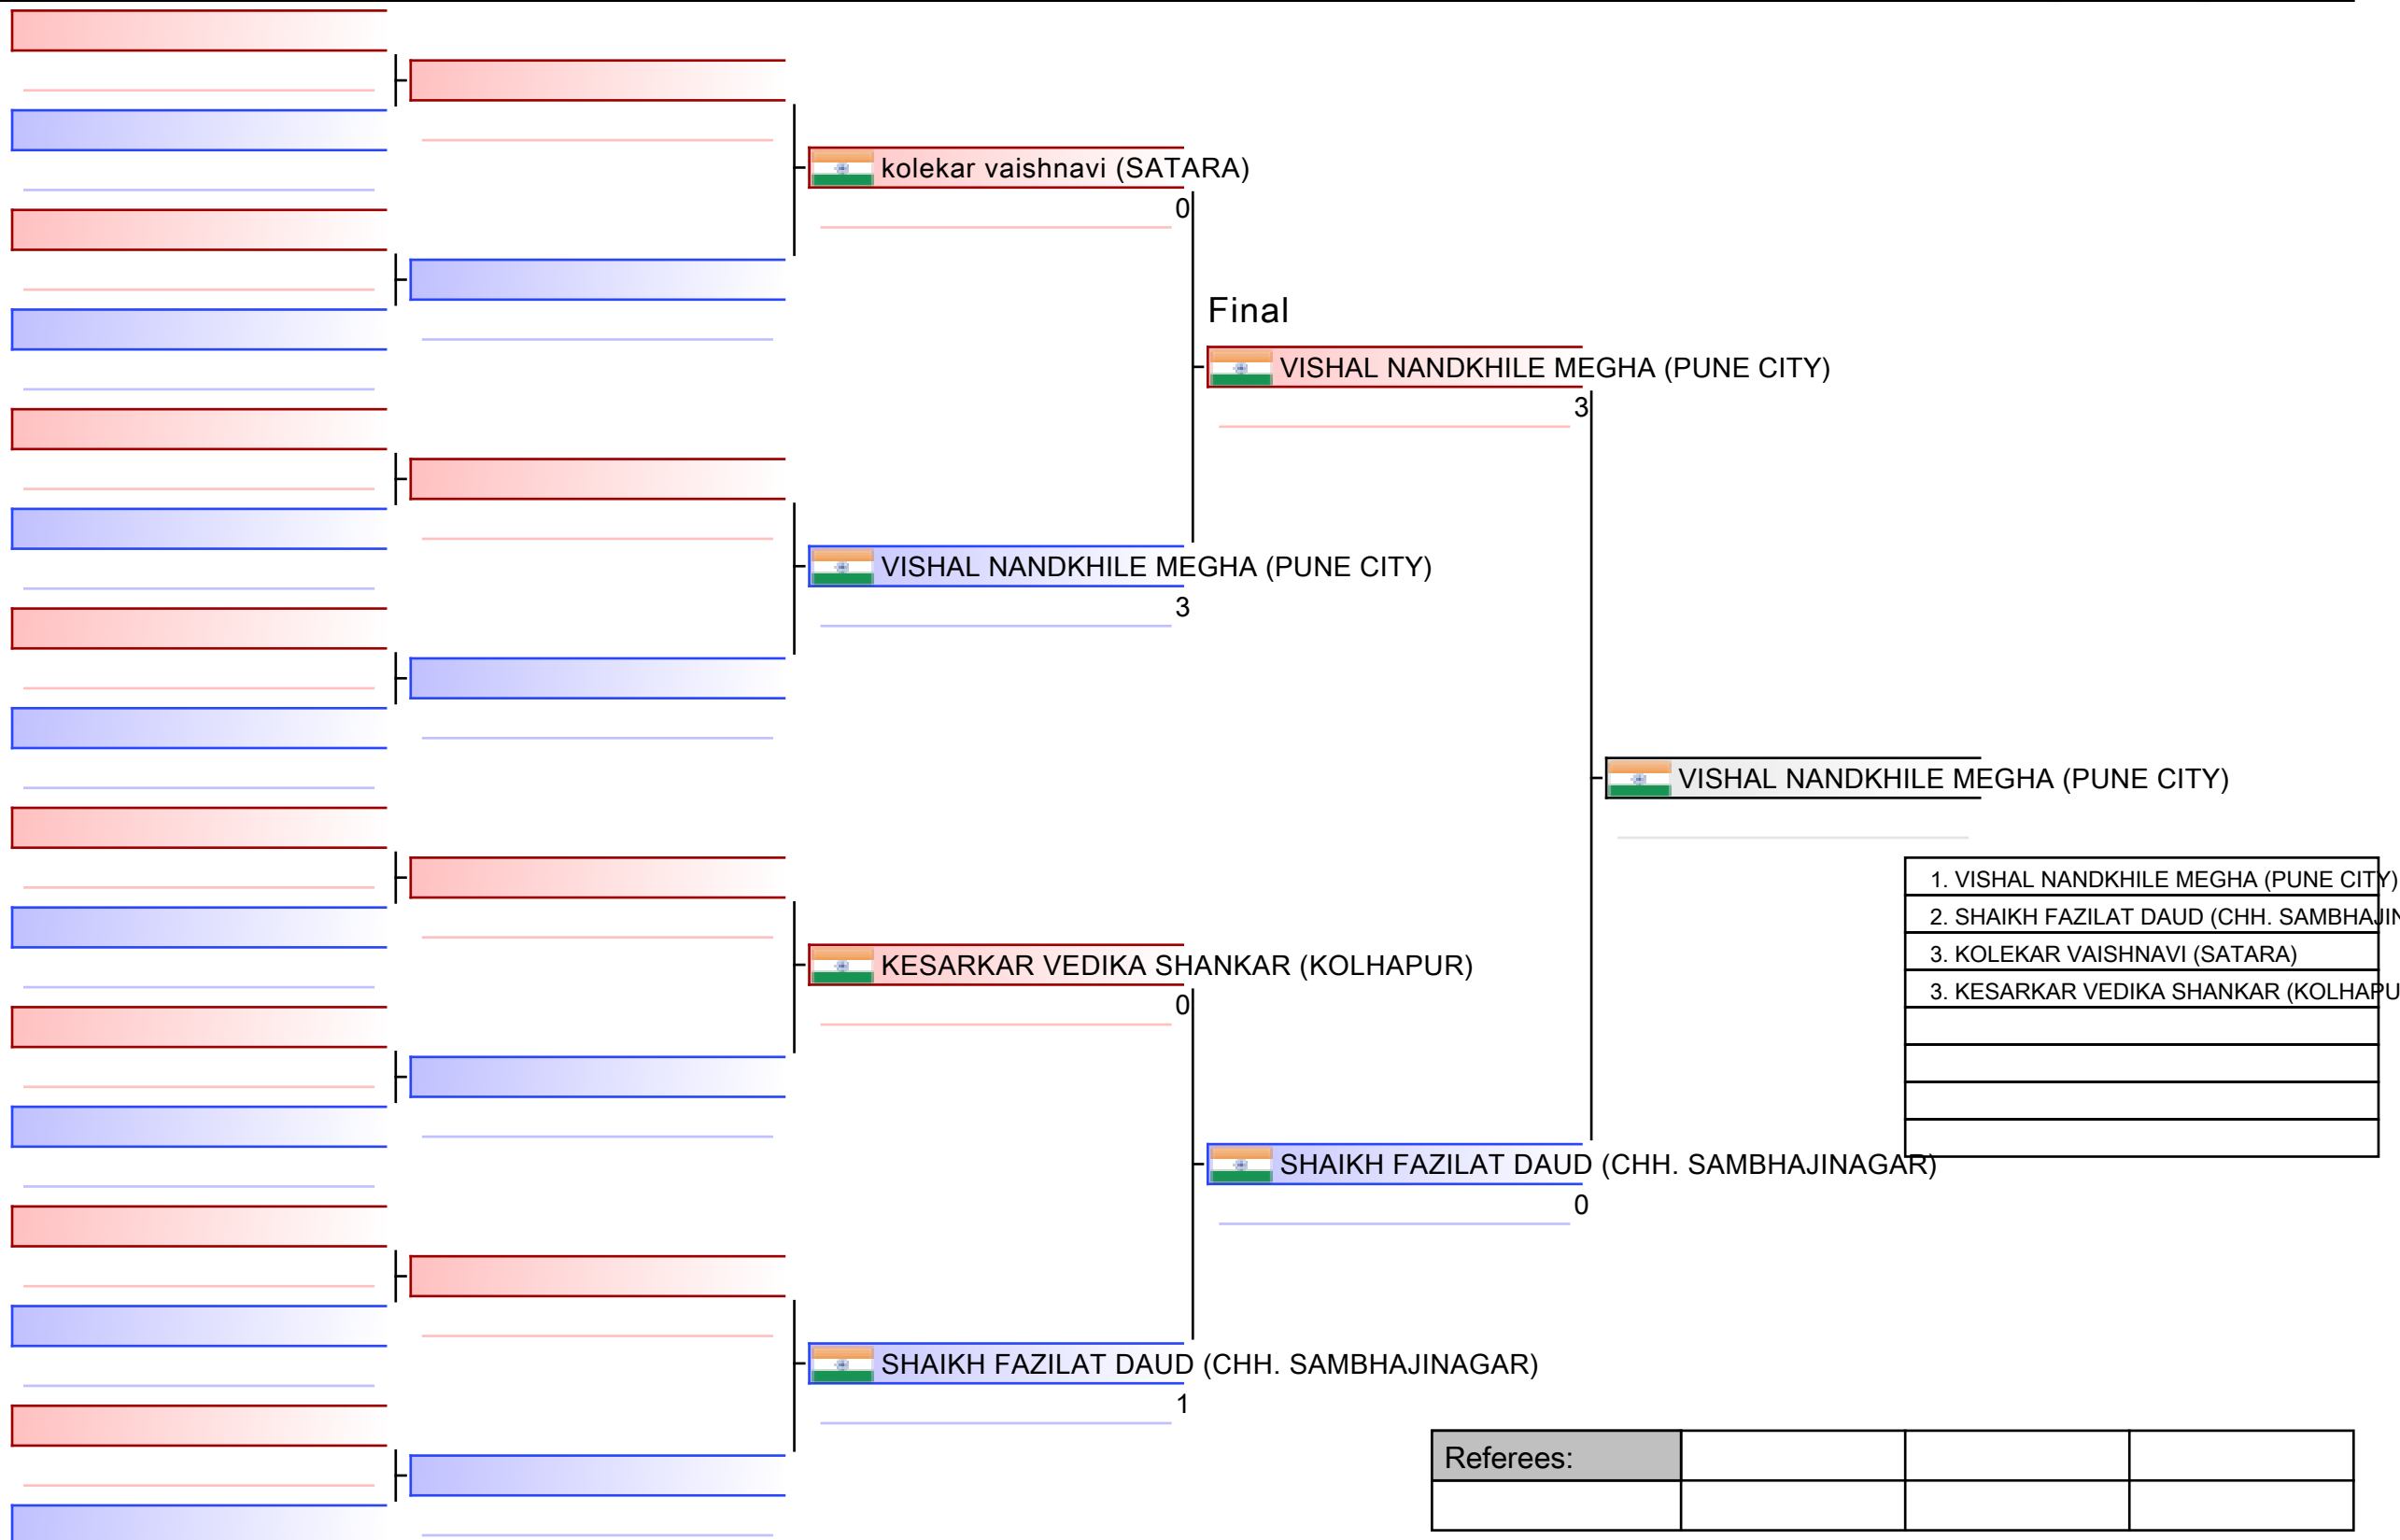 kolekar vaishnavi (SATARA)
0
Final
VISHAL NANDKHILE MEGHA (PUNE CITY)
3
VISHAL NANDKHILE MEGHA (PUNE CITY)
3
VISHAL NANDKHILE MEGHA (PUNE CITY)
1. VISHAL NANDKHILE MEGHA (PUNE CITY)
2. SHAIKH FAZILAT DAUD (CHH. SAMBHAJIN
3. KOLEKAR VAISHNAVI (SATARA)
3. KESARKAR VEDIKA SHANKAR (KOLHAPU
KESARKAR VEDIKA SHANKAR (KOLHAPUR)
0
SHAIKH FAZILAT DAUD (CHH. SAMBHAJINAGAR)
0
SHAIKH FAZILAT DAUD (CHH. SAMBHAJINAGAR)
1
Referees: